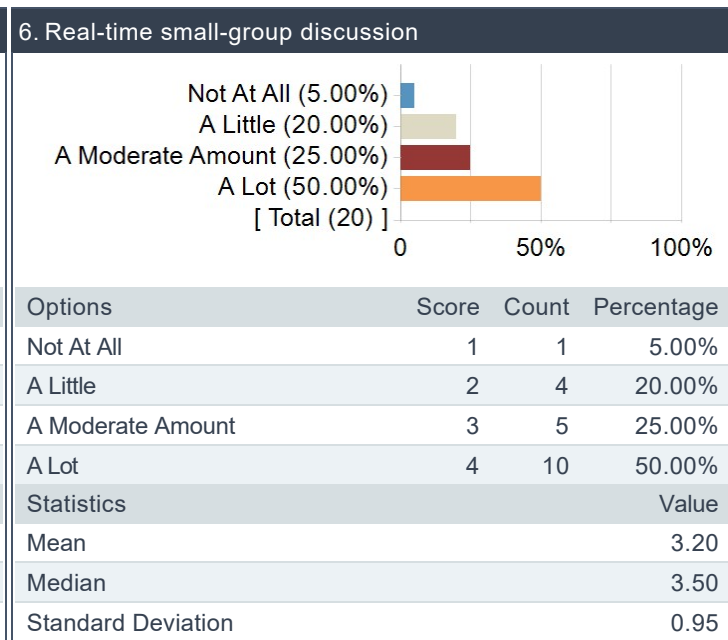 6. Real-time small-group discussion
Not At All (5.00%)
A Little (20.00%)
A Moderate Amount (25.00%)
A Lot (50.00%)
[ Total (20) ]
0 50% 100%
Options Score Count Percentage
Not At All 1 1 5.00%
A Little 2 4 20.00%
A Moderate Amount 3 5 25.00%
A Lot 4 10 50.00%
Statistics Value
Mean 3.20
Median 3.50
Standard Deviation 0.95